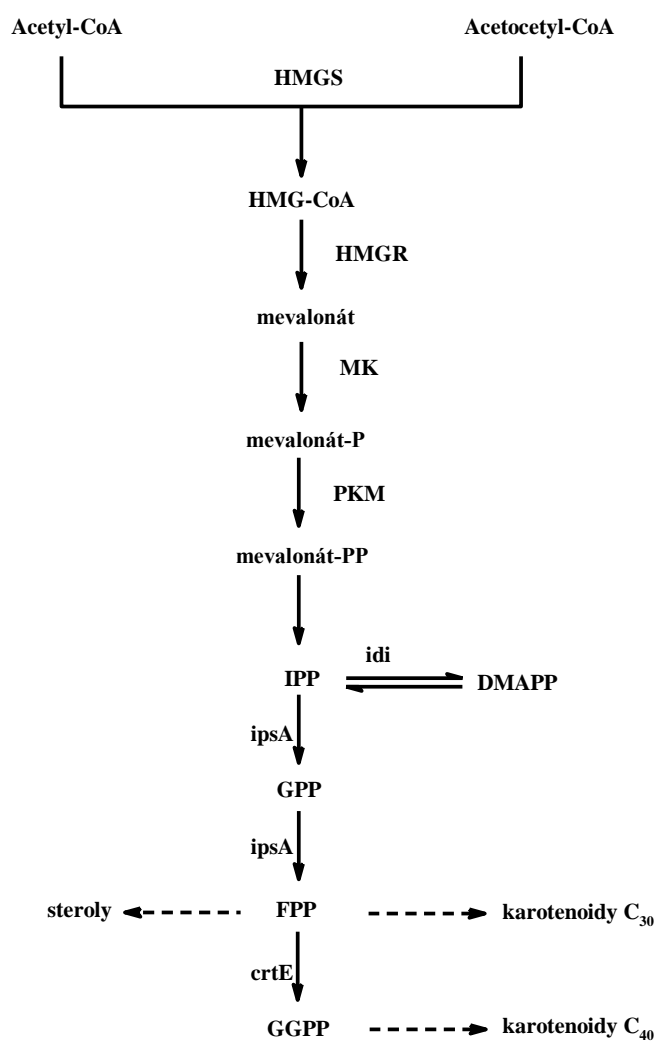 Acetyl-CoA Acetocetyl-CoA
HMGS
HMG-CoA
HMGR
mevalonát
MK
mevalonát-P
PKM
mevalonát-PP
idi
IPP DMAPP
ipsA
GPP
ipsA
steroly FPP karotenoidy C30
crtE
GGPP karotenoidy C40